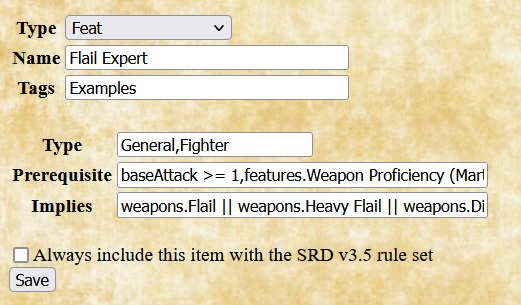 Type Feat
Name Flail Expert
Tags Examples
Type General,Fighter
Prerequisite baseAttack >= 1,features.Weapon Proficiency (Mart
Implies weapons.Flail || weapons.Heavy Flail || weapons.Di
Always include this item with the SRD v3.5 rule set
Save